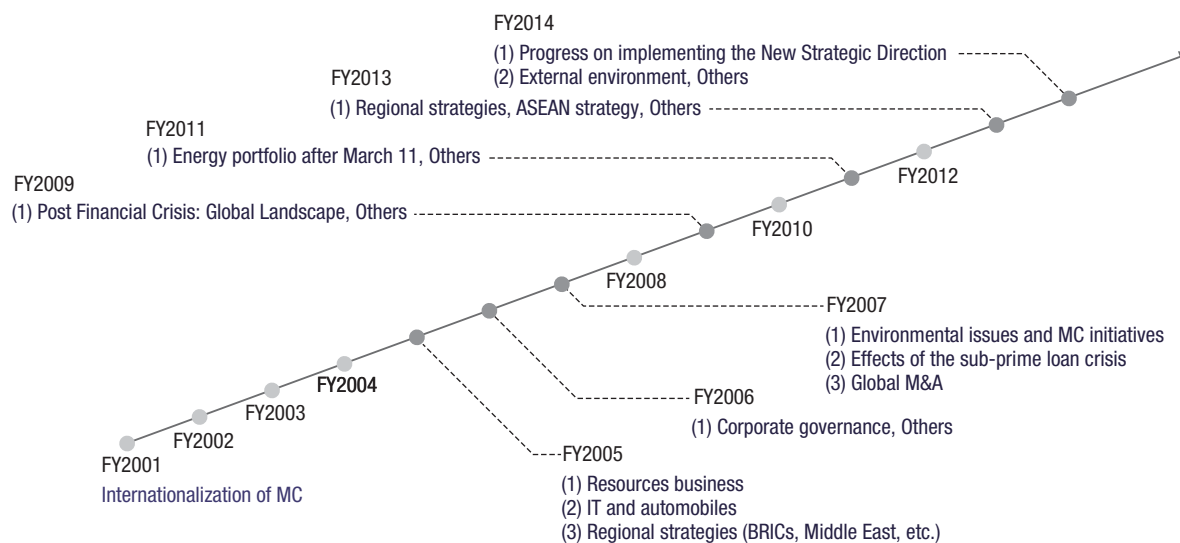 FY2014
(1) Progress on implementing the New Strategic Direction
(2) External environment, Others
FY2013
(1) Regional strategies, ASEAN strategy, Others
FY2011
(1) Energy portfolio after March 11, Others
FY2009
(1) Post Financial Crisis: Global Landscape, Others
FY2012
FY2010
FY2008
FY2007
(1) Environmental issues and MC initiatives
(2) Effects of the sub-prime loan crisis
(3) Global M&A
FY2004
FY2003
FY2006
(1) Corporate governance, Others
FY2002
FY2005
(1) Resources business
(2) IT and automobiles
(3) Regional strategies (BRICs, Middle East, etc.)
FY2001
Internationalization of MC